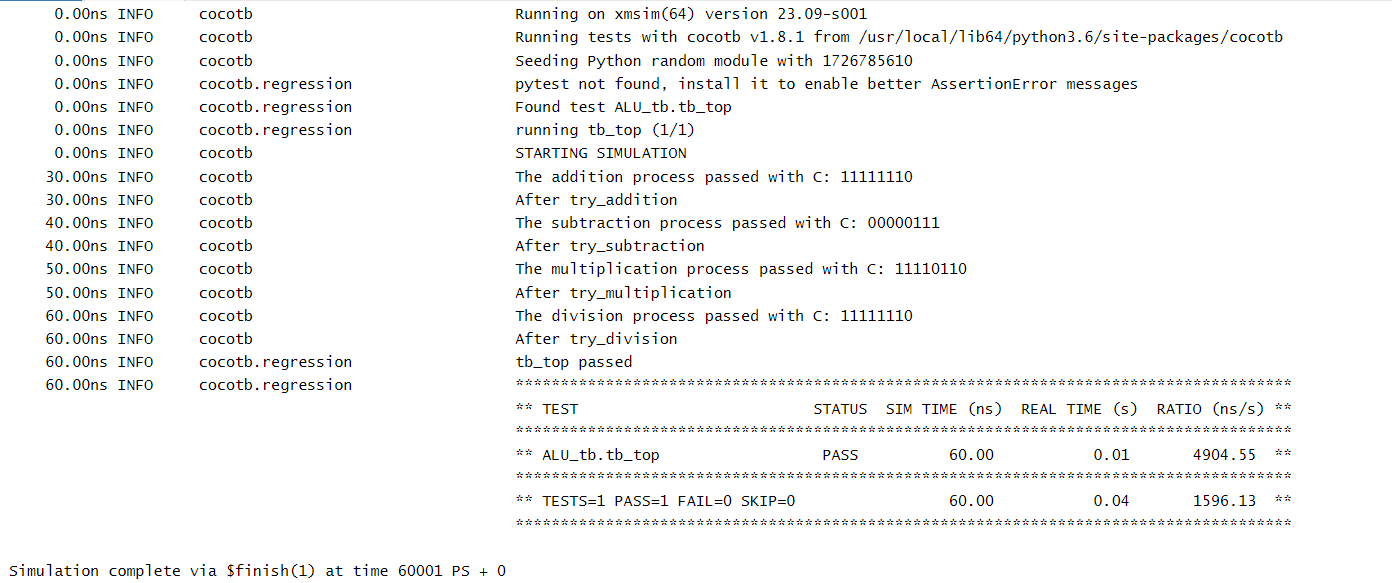 0.00ns INFO     cocotb                             Running on xmsim(64) version 23.09-s001
0.00ns INFO     cocotb                             Running tests with cocotb v1.8.1 from /usr/local/lib64/python3.6/site-packages/cocotb
0.00ns INFO     cocotb                             Seeding Python random module with 1726785610
0.00ns INFO     cocotb.regression                  pytest not found, install it to enable better AssertionError messages
0.00ns INFO     cocotb.regression                  Found test ALU_tb.tb_top
0.00ns INFO     cocotb.regression                  running tb_top (1/1)
0.00ns INFO     cocotb                             STARTING SIMULATION
30.00ns INFO     cocotb                             The addition process passed with C: 11111110
30.00ns INFO     cocotb                             After try_addition
40.00ns INFO     cocotb                             The subtraction process passed with C: 00000111
40.00ns INFO     cocotb                             After try_subtraction
50.00ns INFO     cocotb                             The multiplication process passed with C: 11110110
50.00ns INFO     cocotb                             After try_multiplication
60.00ns INFO     cocotb                             The division process passed with C: 11111110
60.00ns INFO     cocotb                             After try_division
60.00ns INFO     cocotb.regression                  tb_top passed
60.00ns INFO     cocotb.regression                  **************************************************************************************
** TEST                          STATUS  SIM TIME (ns)  REAL TIME (s)  RATIO (ns/s) **
**************************************************************************************
** ALU_tb.tb_top                  PASS          60.00           0.01       4904.55  **
**************************************************************************************
** TESTS=1 PASS=1 FAIL=0 SKIP=0                 60.00           0.04       1596.13  **
**************************************************************************************
Simulation complete via $finish(1) at time 60001 PS + 0